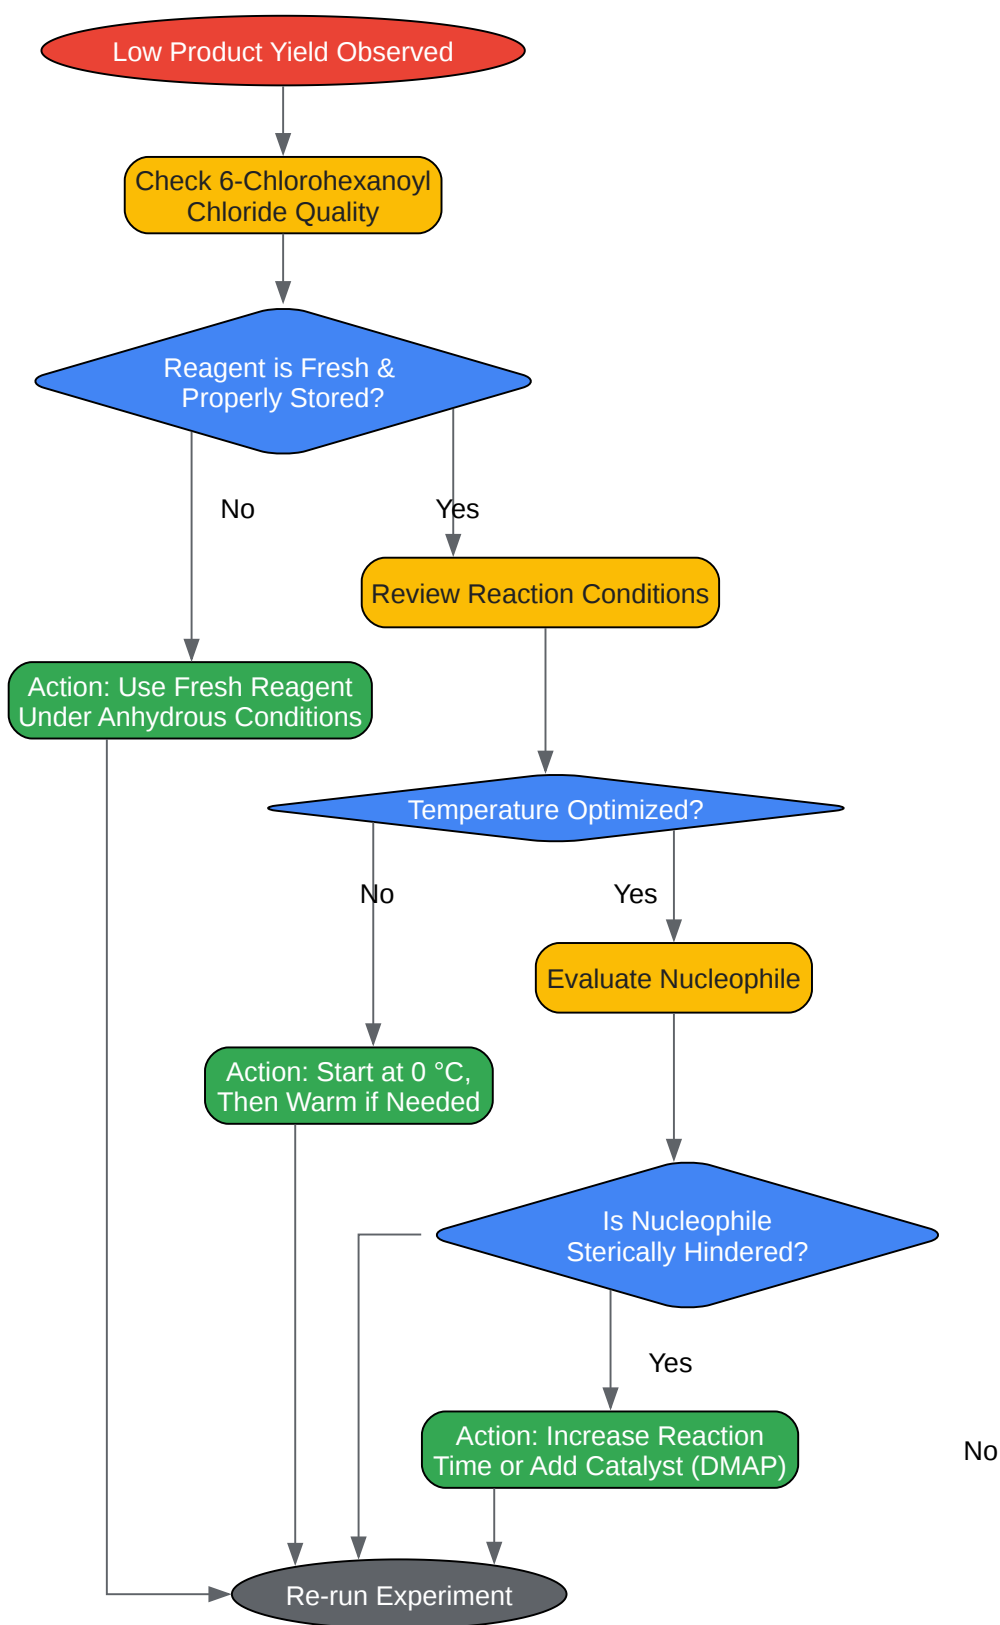 Low Product Yield Observed
Check 6-Chlorohexanoyl
Chloride Quality
Reagent is Fresh &
Properly Stored?
No
Yes
Review Reaction Conditions
Action: Use Fresh Reagent
Under Anhydrous Conditions
Temperature Optimized?
No
Yes
Evaluate Nucleophile
Action: Start at 0 °C,
Then Warm if Needed
Is Nucleophile
Sterically Hindered?
Yes
Action: Increase Reaction
Time or Add Catalyst (DMAP)
No
Re-run Experiment